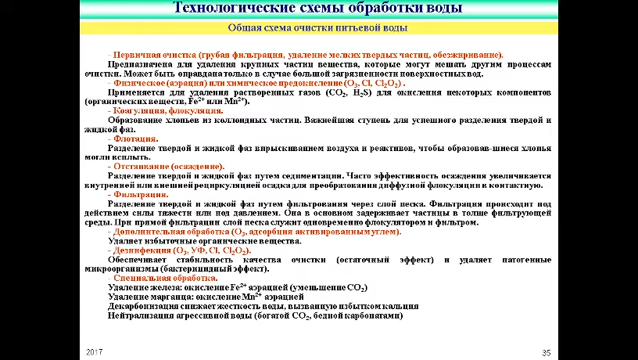 Технологические схемы обработки воды
Общая схема очистки питьевой воды
- Первичная очистка (грубая фильтрация, удаление мелких твердых частиц, обезжиривание).
Предназначена для удаления крупных частиц вещества, которые могут мешать другим процессам
очистки. Может быть оправдана только в случае большой загрязненности поверхностных вод.
- Физическое (аэрация) или химическое предокисление (O₃, Cl, Cl₂O₂) .
Применяется для удаления растворенных газов (CO₂, H₂S) для окисления некоторых компонентов
(органических веществ, Fe²⁺ или Mn²⁺).
- Коагуляция, флокуляция.
Образование хлопьев из коллоидных частиц. Важнейшая ступень для успешного разделения твердой и
жидкой фаз.
- Флотация.
Разделение твердой и жидкой фаз впрыскиванием воздуха и реактивов, чтобы образовав-шиеся хлопья
могли всплыть.
- Отстаивание (осаждение).
Разделение твердой и жидкой фаз путем седиментации. Часто эффективность осаждения увеличивается
внутренней или внешней рециркуляцией осадка для преобразования диффузной флокуляции в контактную.
- Фильтрация.
Разделение твердой и жидкой фаз путем фильтрования через слой песка. Фильтрация происходит под
действием силы тяжести или под давлением. Она в основном задерживает частицы в толще фильтрующей
среды. При прямой фильтрации слой песка служит одновременно флокулятором и фильтром.
- Дополнительная обработка (O₃, адсорбция активированным углем).
Удаляет избыточные органические вещества.
- Дезинфекция (O₃, УФ, Cl, Cl₂O₂).
Обеспечивает стабильность качества очистки (остаточный эффект) и удаляет патогенные
микроорганизмы (бактерицидный эффект).
- Специальная обработка.
Удаление железа: окисление Fe²⁺ аэрацией (уменьшение CO₂)
Удаление марганца: окисление Mn²⁺ аэрацией
Декарбонизация снижает жесткость воды, вызванную избытком кальция
Нейтрализация агрессивной воды (богатой CO₂, бедной карбонатами)
2017
35